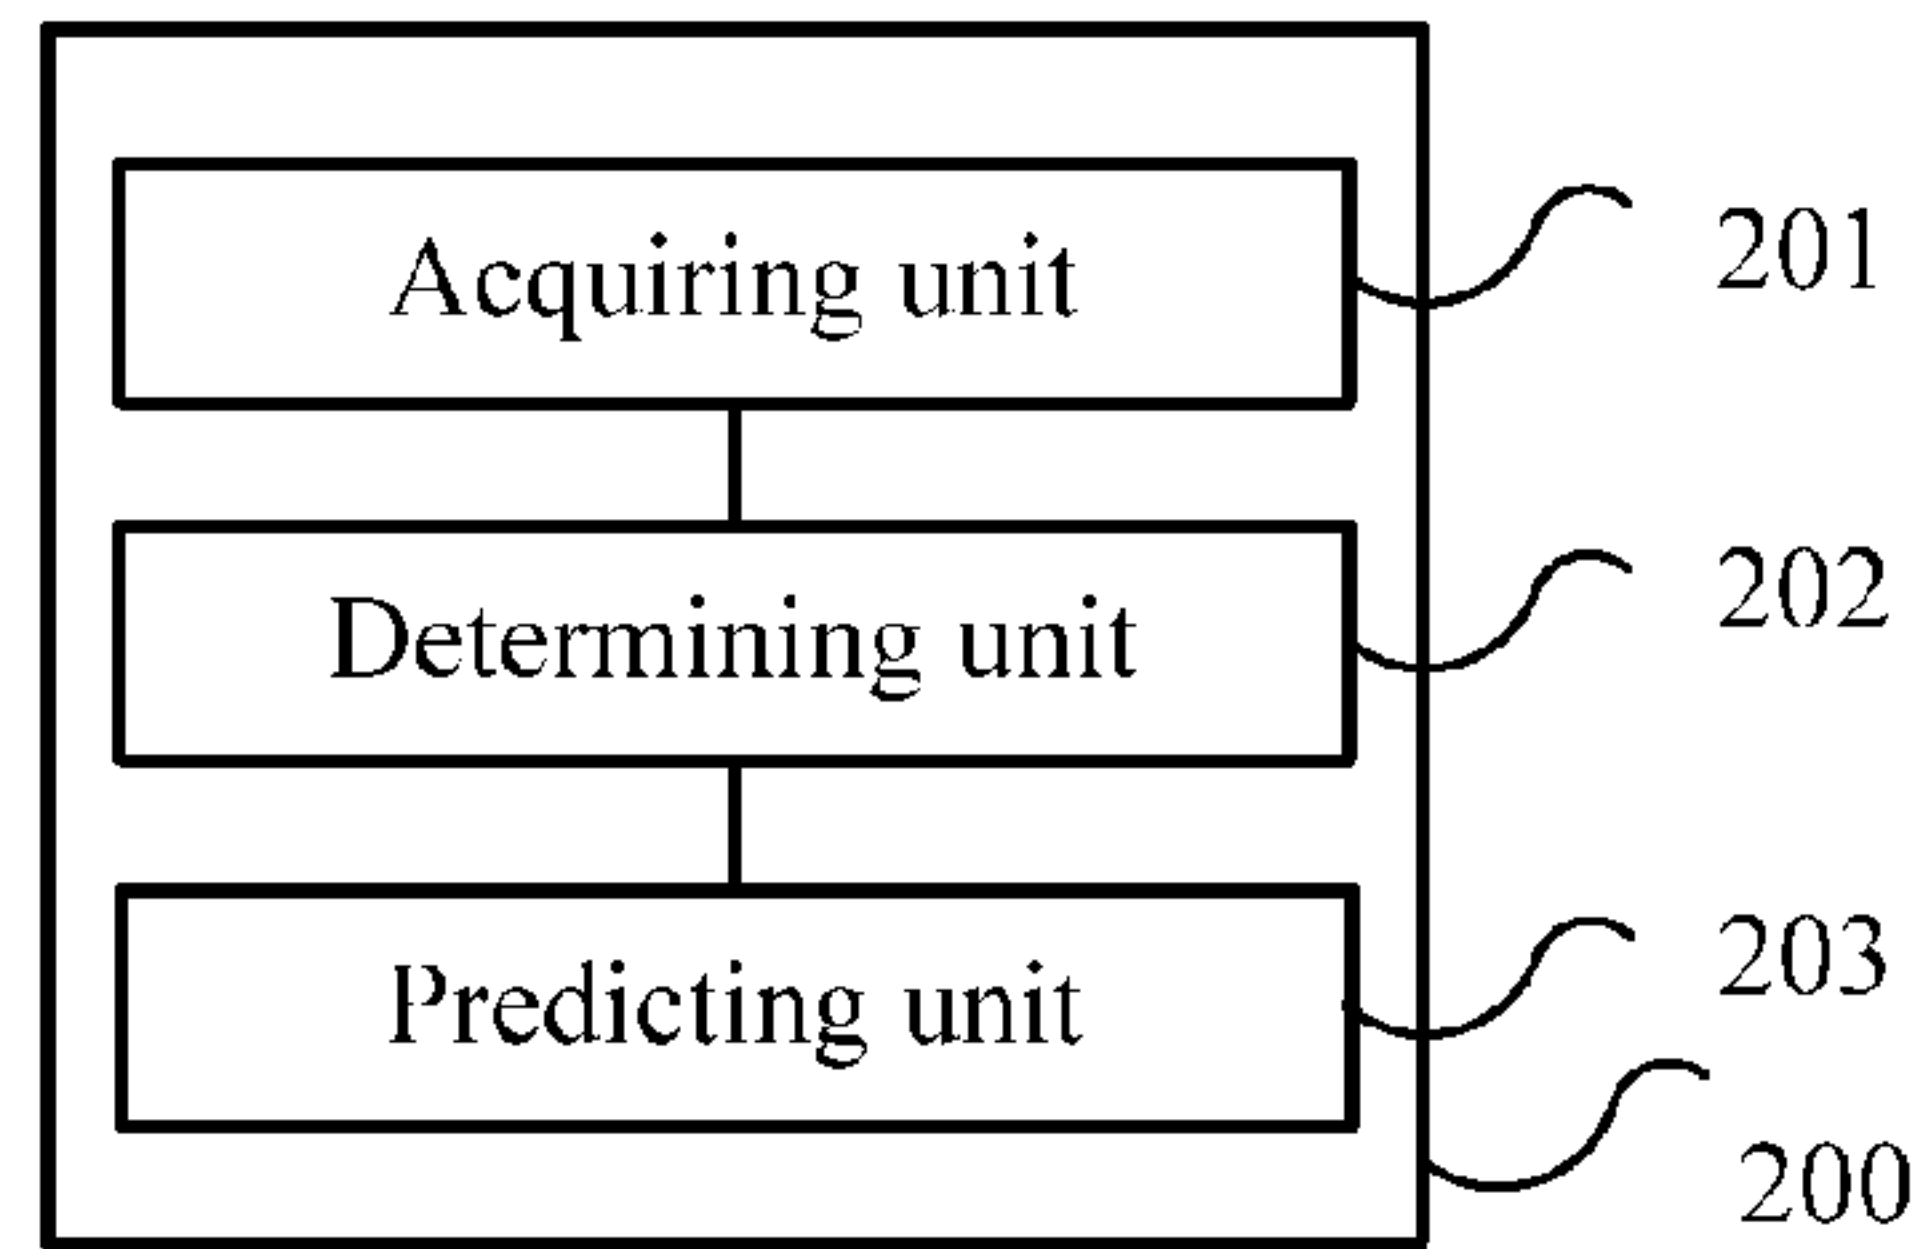 Acquiring unit 201
Determining unit 202
Predicting unit 203
200